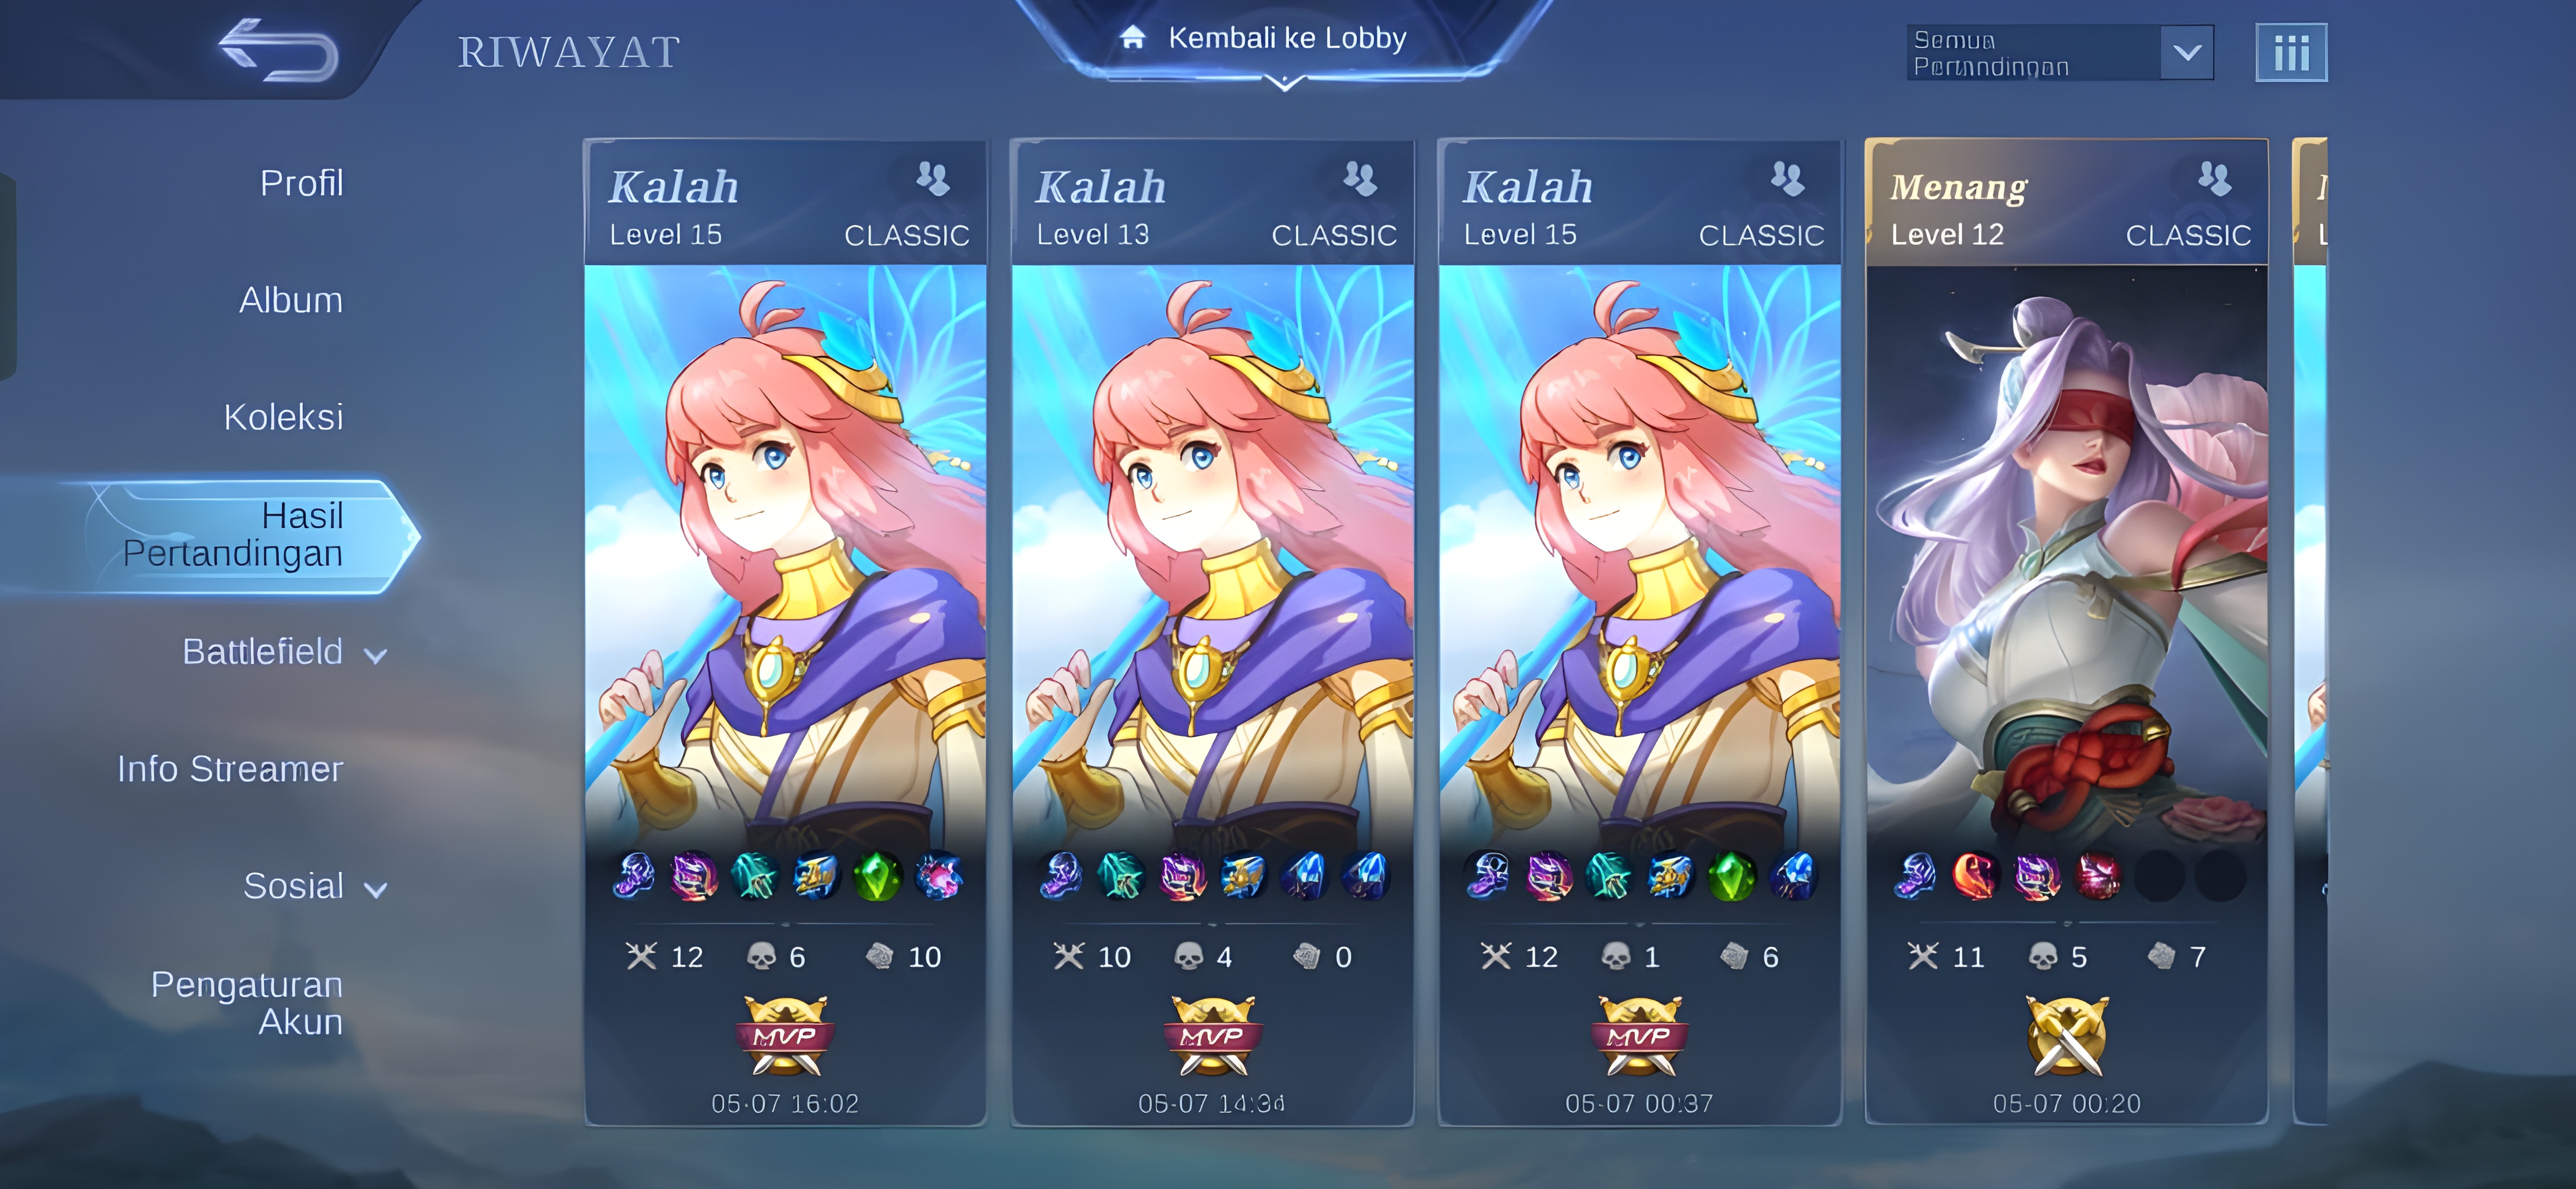 RIWAYAT
Kembali ke Lobby
Semua
Pertandingan
Profil
Album
Koleksi
Hasil
Pertandingan
Battlefield
Info Streamer
Sosial
Pengaturan
Akun
Kalah
Level 15 CLASSIC
12 6 10
MVP
05-07 16:02
Kalah
Level 13 CLASSIC
10 4 0
MVP
05-07 14:34
Kalah
Level 15 CLASSIC
12 1 6
MVP
05-07 00:37
Menang
Level 12 CLASSIC
11 5 7
05-07 00:20